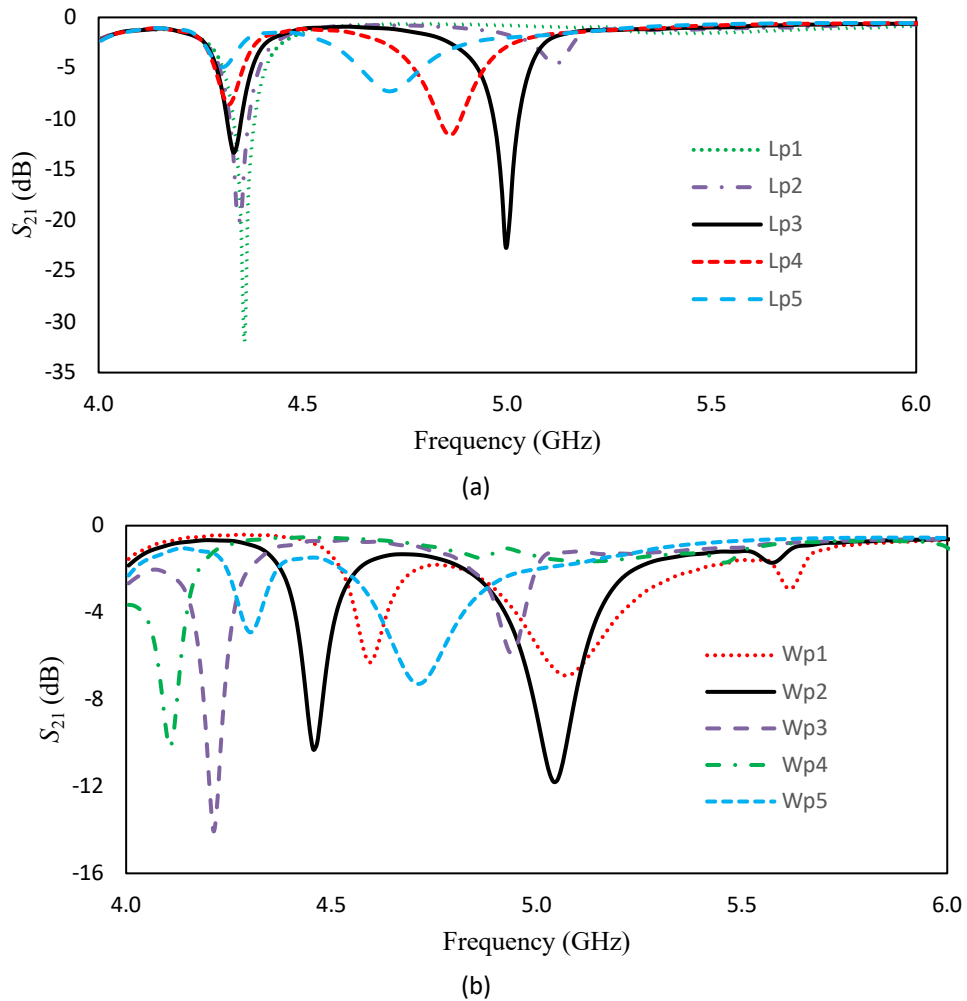 0
-5
-10
-15
-20
-25
-30
-35
S21 (dB)
Lp1
Lp2
Lp3
Lp4
Lp5
4.0 4.5 5.0 5.5 6.0
Frequency (GHz)
(a)
0
-4
-8
-12
-16
S21 (dB)
Wp1
Wp2
Wp3
Wp4
Wp5
4.0 4.5 5.0 5.5 6.0
Frequency (GHz)
(b)